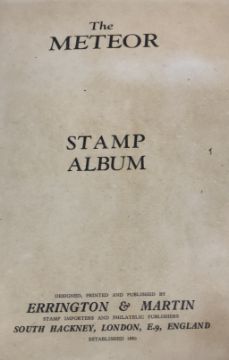 The
METEOR
STAMP
ALBUM
DESIGNED, PRINTED AND PUBLISHED BY
ERRINGTON & MARTIN
STAMP IMPORTERS AND PHILATELIC PUBLISHERS
SOUTH HACKNEY, LONDON, E.9, ENGLAND
ESTABLISHED